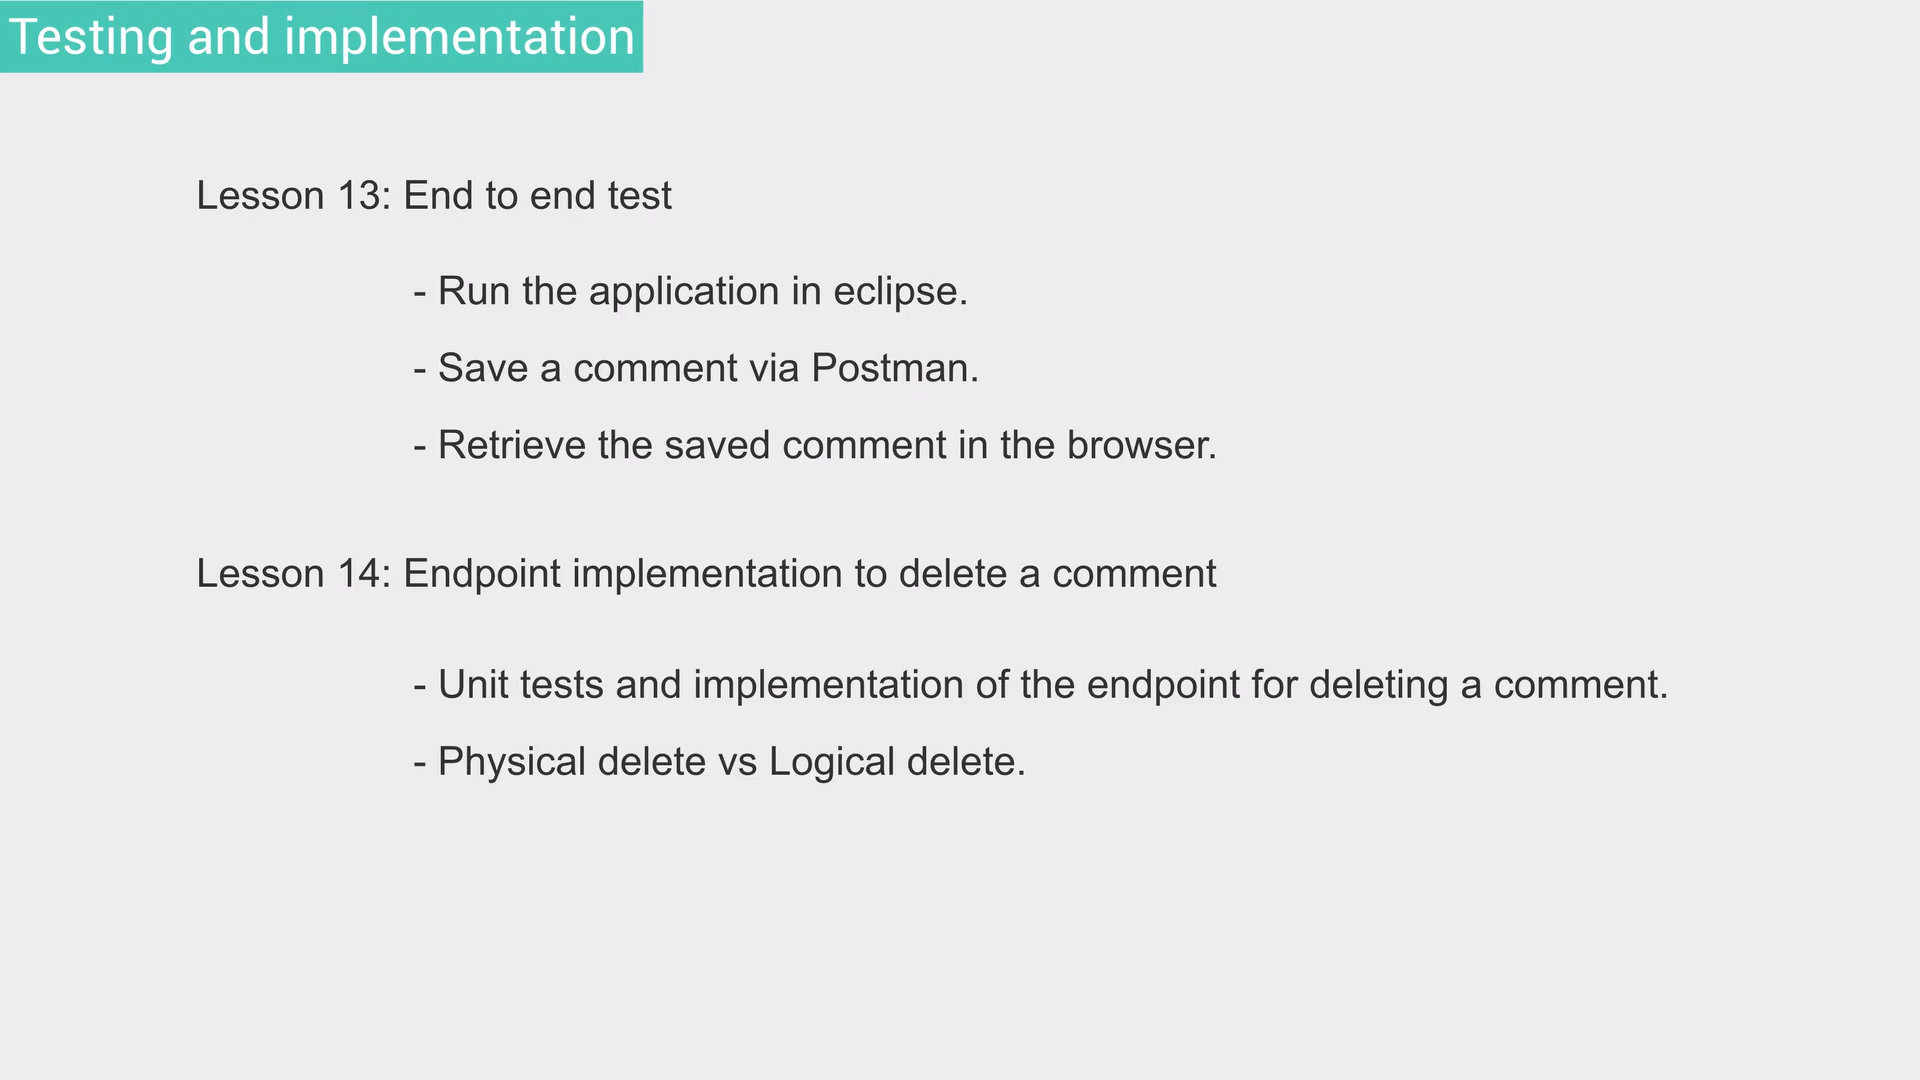 Testing and implementation
Lesson 13: End to end test
- Run the application in eclipse.
- Save a comment via Postman.
- Retrieve the saved comment in the browser.
Lesson 14: Endpoint implementation to delete a comment
- Unit tests and implementation of the endpoint for deleting a comment.
- Physical delete vs Logical delete.